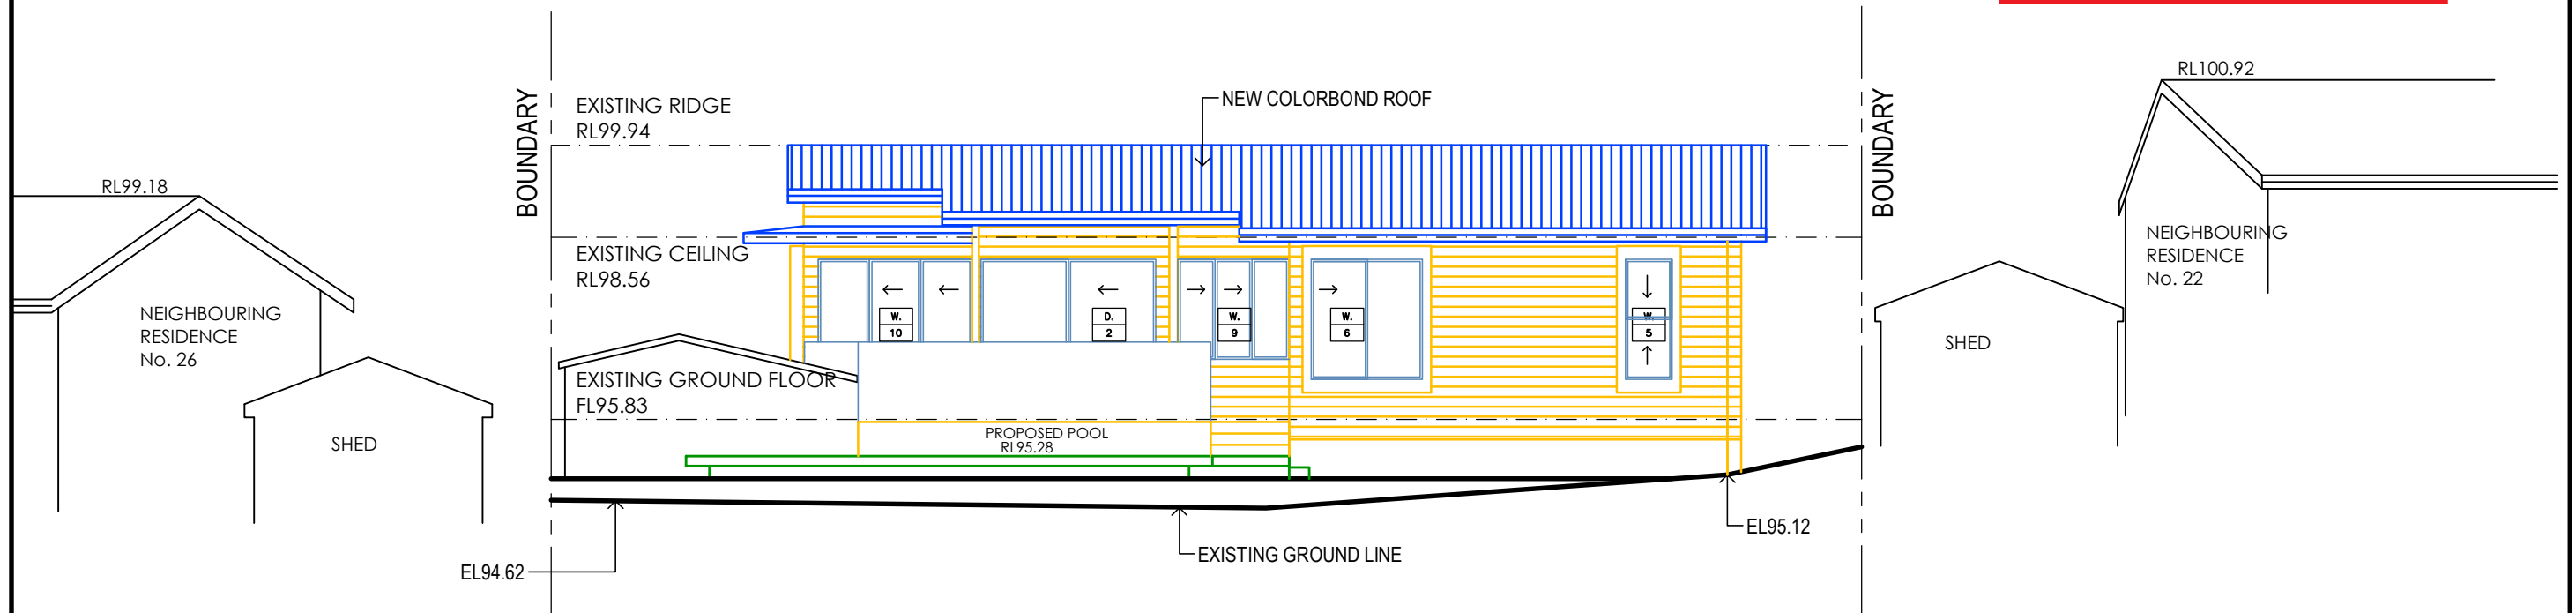 RL99.18
NEIGHBOURING
RESIDENCE
No. 26
SHED
BOUNDARY
EXISTING RIDGE
RL99.94
EXISTING CEILING
RL98.56
EXISTING GROUND FLOOR
FL95.83
NEW COLORBOND ROOF
W.
10
D.
2
W.
9
W.
6
W.
5
PROPOSED POOL
RL95.28
EL94.62
EXISTING GROUND LINE
EL95.12
BOUNDARY
RL100.92
NEIGHBOURING
RESIDENCE
No. 22
SHED